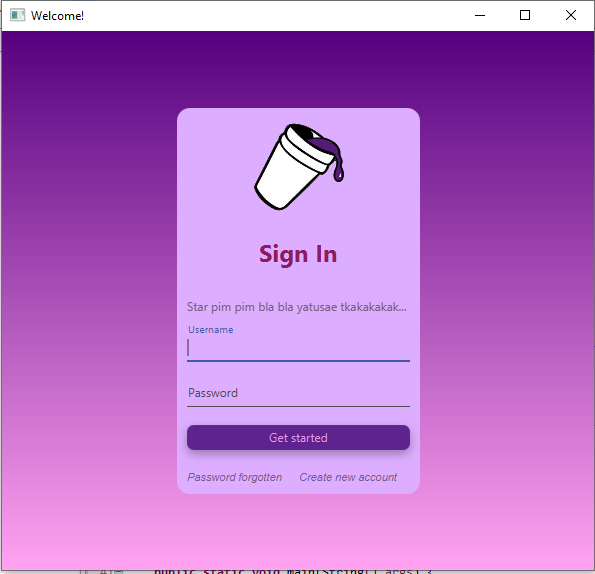 Welcome!
Sign In
Star pim pim bla bla yatusae tkakakakak...
Username
Password
Get started
Password forgotten Create new account
public static void main(String[] args) {